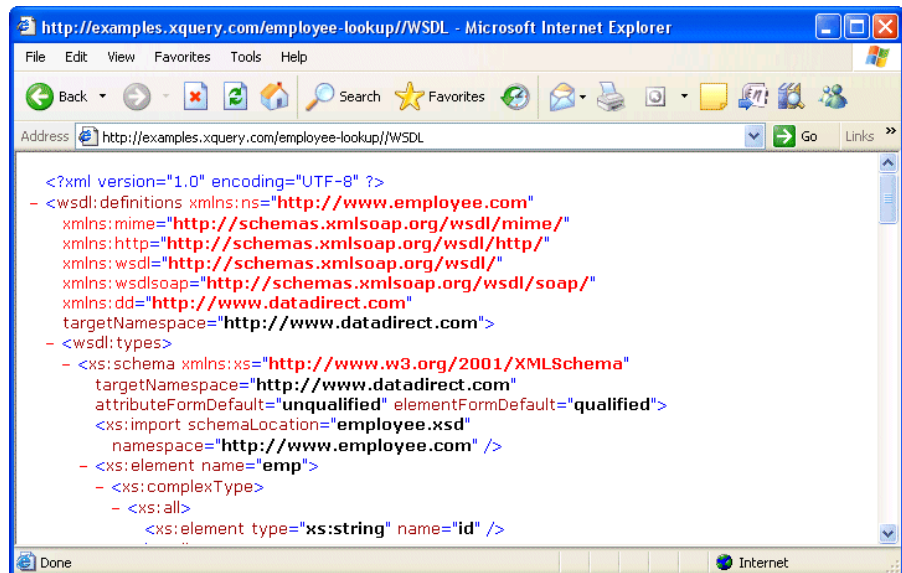 http://examples.xquery.com/employee-lookup//WSDL - Microsoft Internet Explorer
File Edit View Favorites Tools Help
Back Search Favorites
Address http://examples.xquery.com/employee-lookup//WSDL Go Links »
<?xml version="1.0" encoding="UTF-8" ?>
- <wsdl:definitions xmlns:ns="http://www.employee.com"
xmlns:mime="http://schemas.xmlsoap.org/wsdl/mime/"
xmlns:http="http://schemas.xmlsoap.org/wsdl/http/"
xmlns:wsdl="http://schemas.xmlsoap.org/wsdl/"
xmlns:wsdlsoap="http://schemas.xmlsoap.org/wsdl/soap/"
xmlns:dd="http://www.datadirect.com"
targetNamespace="http://www.datadirect.com">
- <wsdl:types>
- <xs:schema xmlns:xs="http://www.w3.org/2001/XMLSchema"
targetNamespace="http://www.datadirect.com"
attributeFormDefault="unqualified" elementFormDefault="qualified">
<xs:import schemaLocation="employee.xsd"
namespace="http://www.employee.com" />
- <xs:element name="emp">
- <xs:complexType>
- <xs:all>
<xs:element type="xs:string" name="id" />
Done Internet